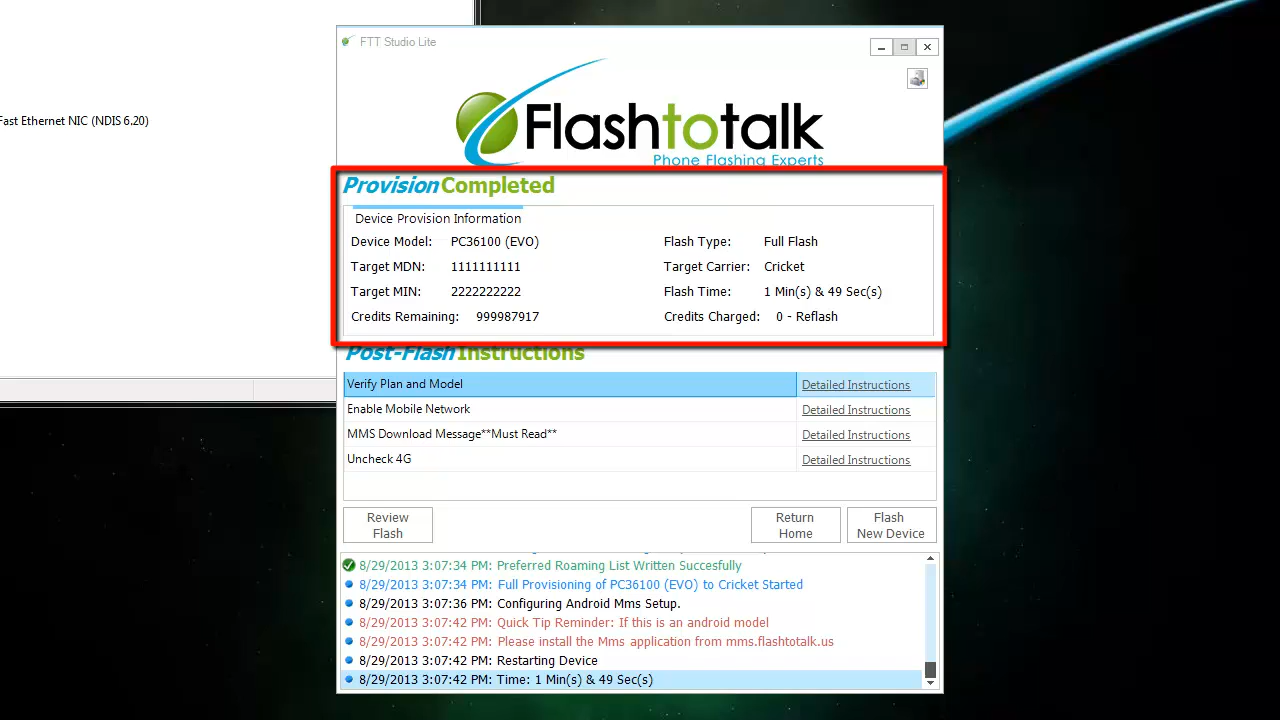 FTT Studio Lite
Fast Ethernet NIC (NDIS 6.20)
Flashtotalk
Phone Flashing Experts
Provision Completed
Device Provision Information
Device Model: PC36100 (EVO) Flash Type: Full Flash
Target MDN: 1111111111 Target Carrier: Cricket
Target MIN: 2222222222 Flash Time: 1 Min(s) & 49 Sec(s)
Credits Remaining: 999987917 Credits Charged: 0 - Reflash
Post-Flash Instructions
Verify Plan and Model Detailed Instructions
Enable Mobile Network Detailed Instructions
MMS Download Message**Must Read** Detailed Instructions
Uncheck 4G Detailed Instructions
Review Flash
Return Home
Flash New Device
8/29/2013 3:07:34 PM: Preferred Roaming List Written Succesfully
8/29/2013 3:07:34 PM: Full Provisioning of PC36100 (EVO) to Cricket Started
8/29/2013 3:07:36 PM: Configuring Android Mms Setup.
8/29/2013 3:07:42 PM: Quick Tip Reminder: If this is an android model
8/29/2013 3:07:42 PM: Please install the Mms application from mms.flashtotalk.us
8/29/2013 3:07:42 PM: Restarting Device
8/29/2013 3:07:42 PM: Time: 1 Min(s) & 49 Sec(s)